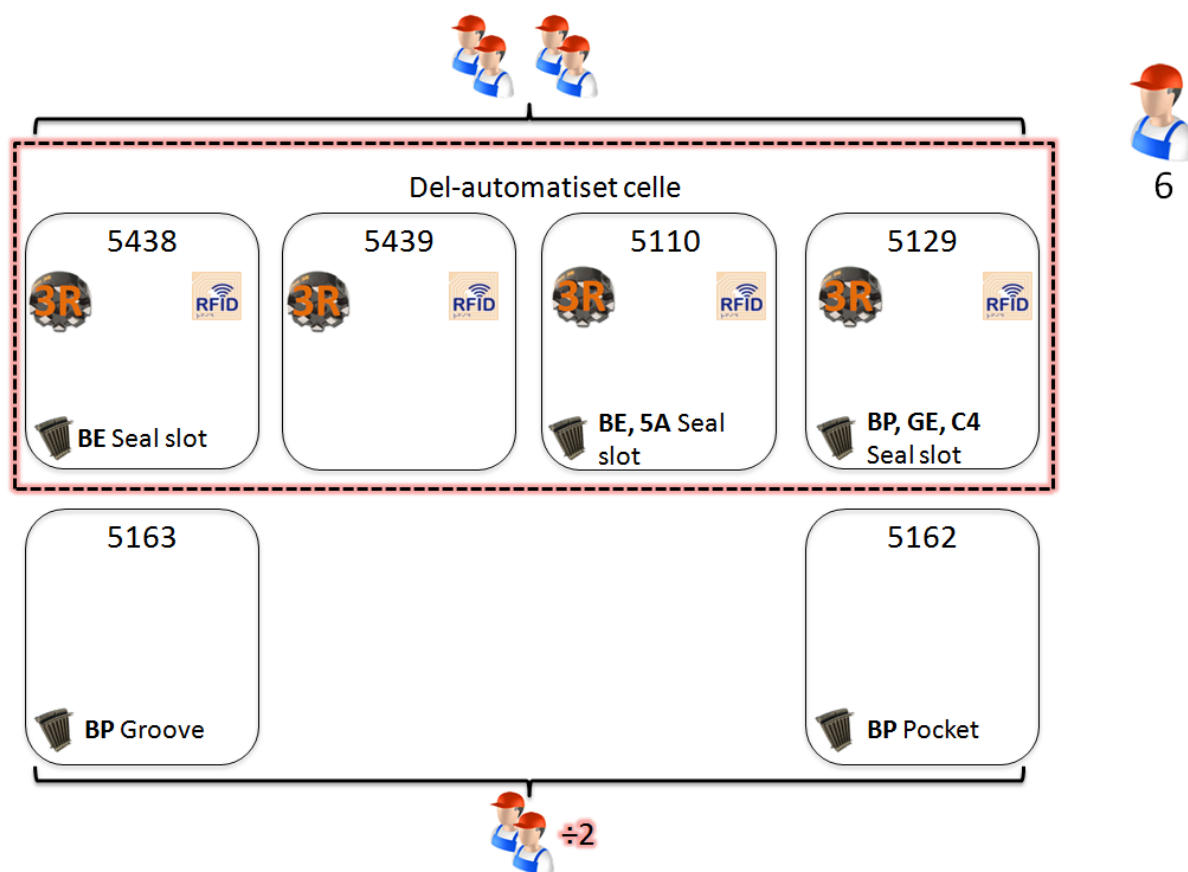 6
Del-automatiset celle
5438
5439
5110
5129
3R
RFID
3R
RFID
3R
RFID
3R
RFID
BE Seal slot
BE, 5A Seal
slot
BP, GE, C4
Seal slot
5163
5162
BP Groove
BP Pocket
÷2